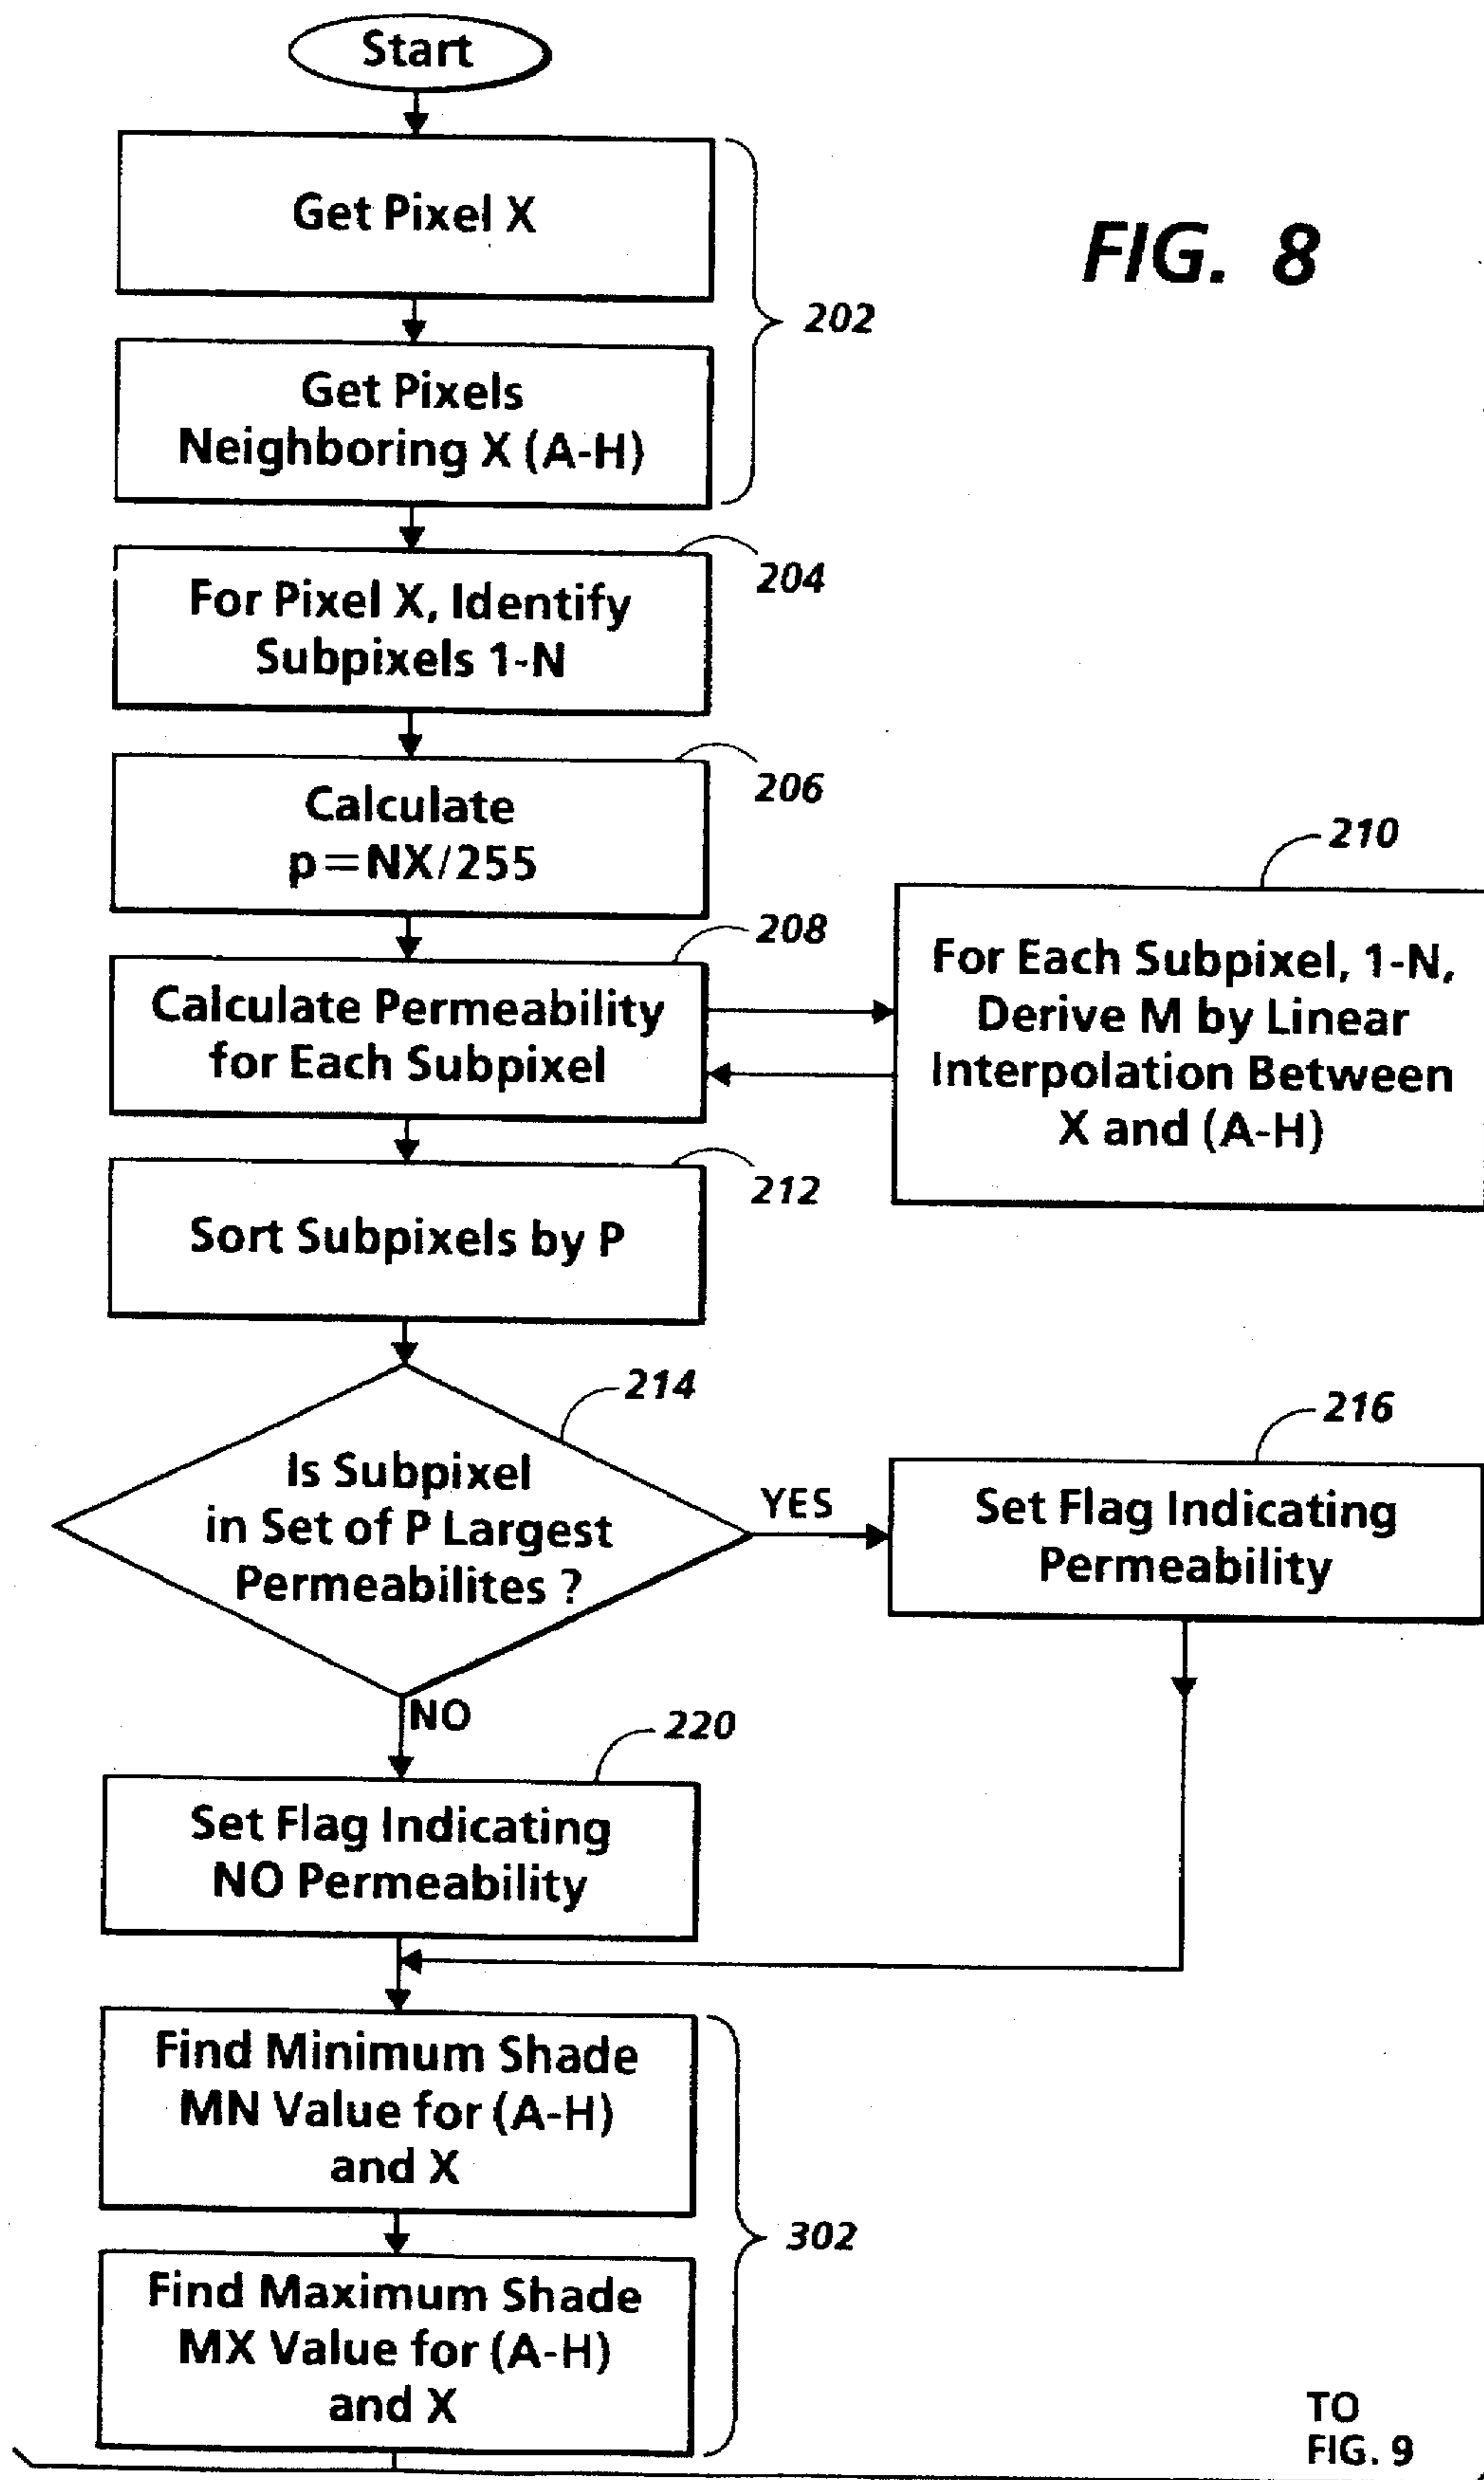 Start
Get Pixel X
FIG. 8
202
Get Pixels
Neighboring X (A-H)
204
For Pixel X, Identify
Subpixels 1-N
206
Calculate
p=NX/255
210
208
Calculate Permeability
for Each Subpixel
For Each Subpixel, 1-N,
Derive M by Linear
Interpolation Between
X and (A-H)
212
Sort Subpixels by P
214
Is Subpixel
in Set of P Largest
Permeabilites ?
YES
216
Set Flag Indicating
Permeability
NO
220
Set Flag Indicating
NO Permeability
Find Minimum Shade
MN Value for (A-H)
and X
302
Find Maximum Shade
MX Value for (A-H)
and X
TO
FIG. 9